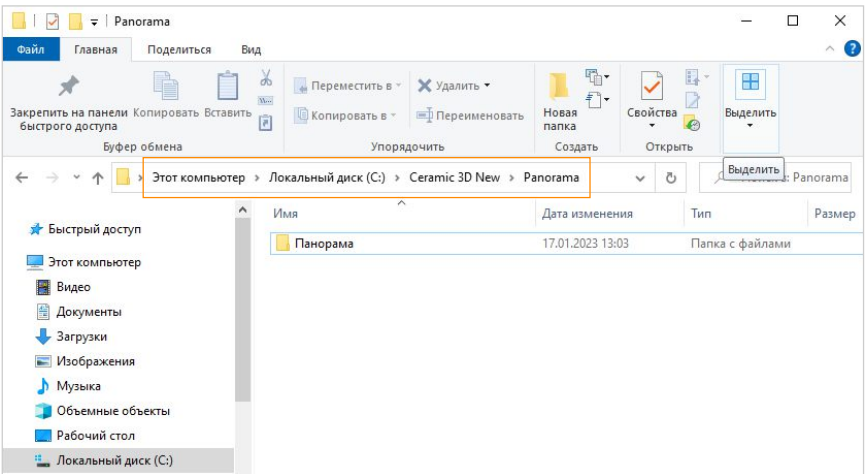 Panorama
Файл Главная Поделиться Вид
Закрепить на панели быстрого доступа
Копировать
Вставить
Переместить в
Копировать в
Удалить
Переименовать
Новая папка
Свойства
Выделить
Буфер обмена Упорядочить Создать Открыть
Этот компьютер › Локальный диск (C:) › Ceramic 3D New › Panorama
Panorama
Выделить
Имя Дата изменения Тип Размер
Быстрый доступ
Панорама 17.01.2023 13:03 Папка с файлами
Этот компьютер
Видео
Документы
Загрузки
Изображения
Музыка
Объемные объекты
Рабочий стол
Локальный диск (C:)